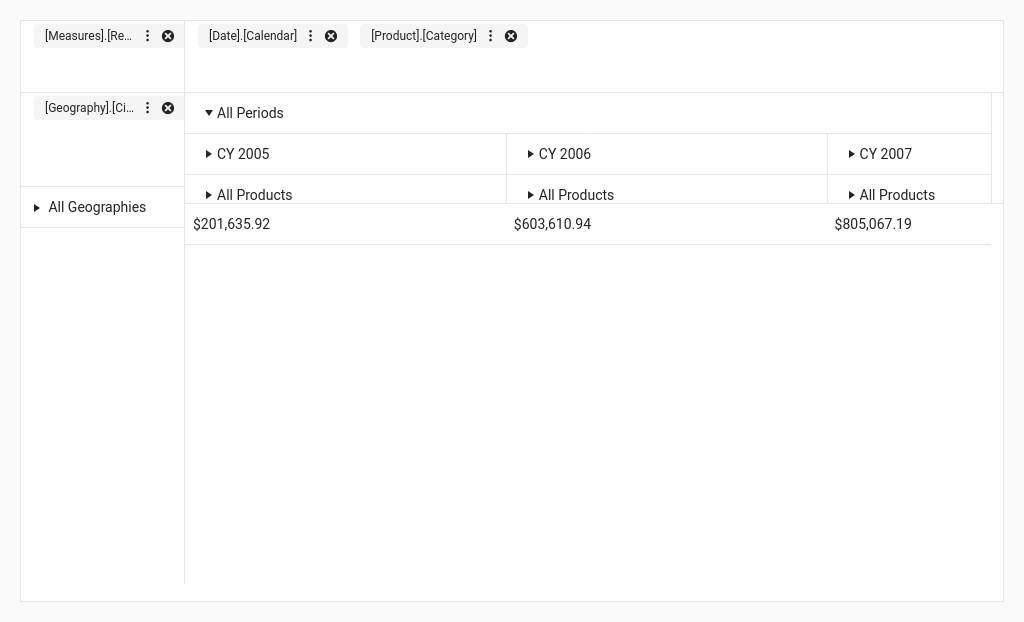 [Measures].[Re...
[Date].[Calendar]
[Product].[Category]
[Geography].[Ci...
All Periods
CY 2005
CY 2006
CY 2007
All Products
All Products
All Products
All Geographies
$201,635.92
$603,610.94
$805,067.19